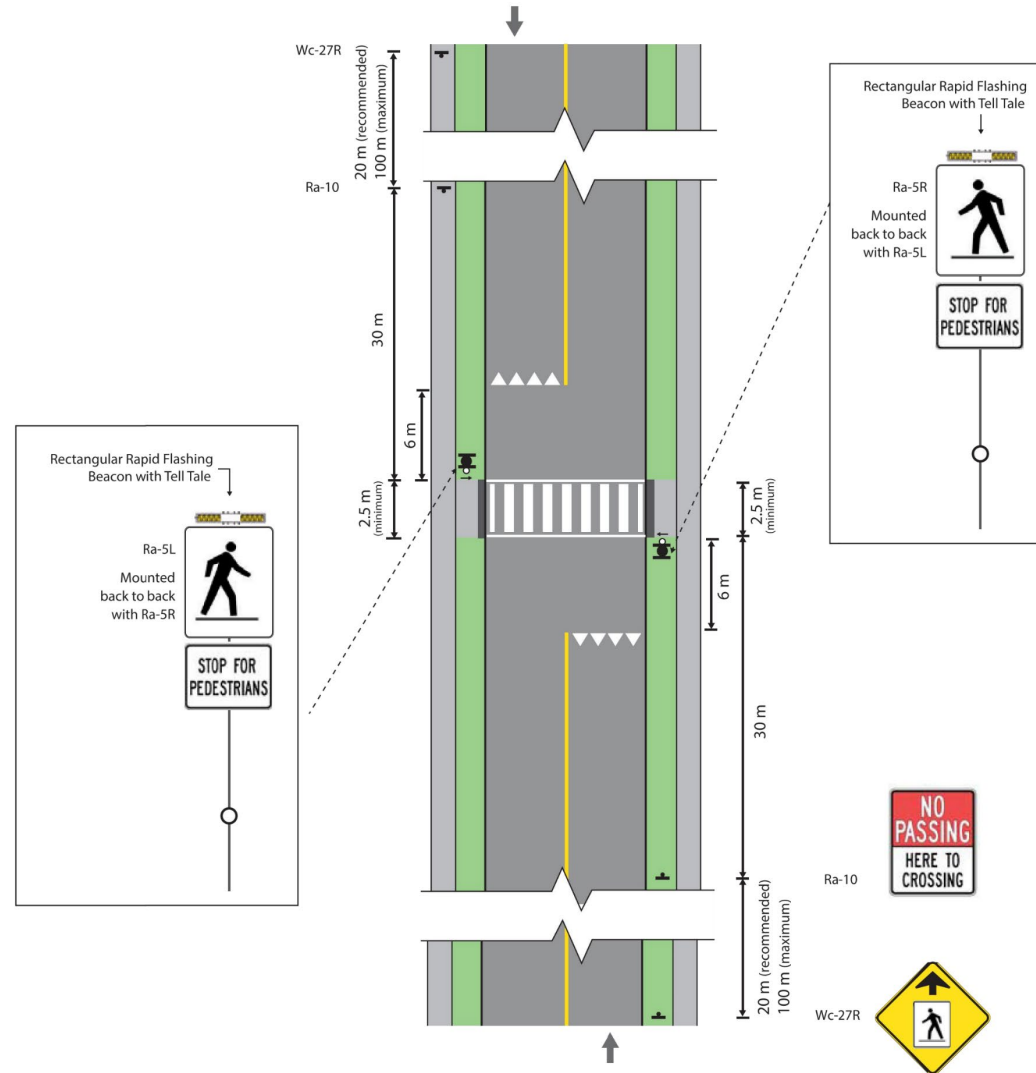 Wc-27R
20 m (recommended)
100 m (maximum)
Ra-10
30 m
6 m
2.5 m
(minimum)
Rectangular Rapid Flashing
Beacon with Tell Tale
Ra-5L
Mounted
back to back
with Ra-5R
STOP FOR
PEDESTRIANS
Rectangular Rapid Flashing
Beacon with Tell Tale
Ra-5R
Mounted
back to back
with Ra-5L
STOP FOR
PEDESTRIANS
2.5 m
(minimum)
6 m
30 m
20 m (recommended)
100 m (maximum)
Ra-10
NO
PASSING
HERE TO
CROSSING
Wc-27R